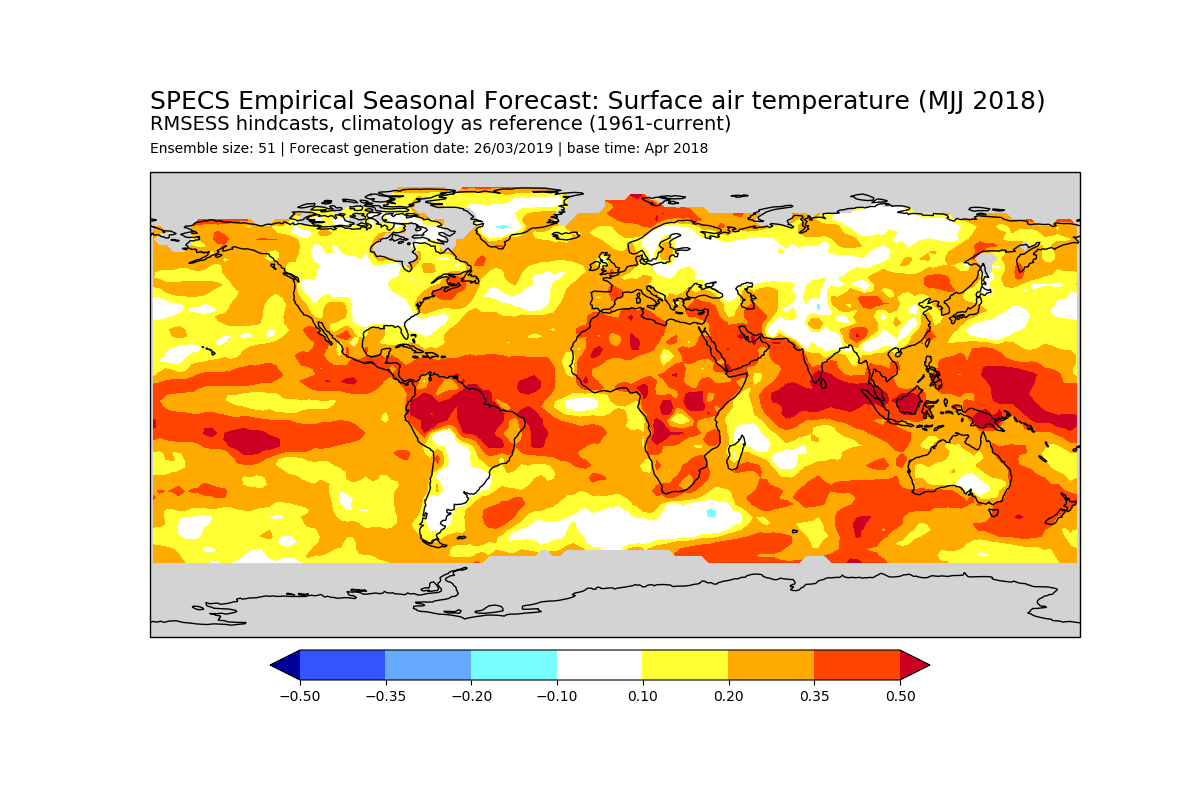 SPECS Empirical Seasonal Forecast: Surface air temperature (MJJ 2018)
RMSESS hindcasts, climatology as reference (1961-current)
Ensemble size: 51 | Forecast generation date: 26/03/2019 | base time: Apr 2018
−0.50 −0.35 −0.20 −0.10 0.10 0.20 0.35 0.50